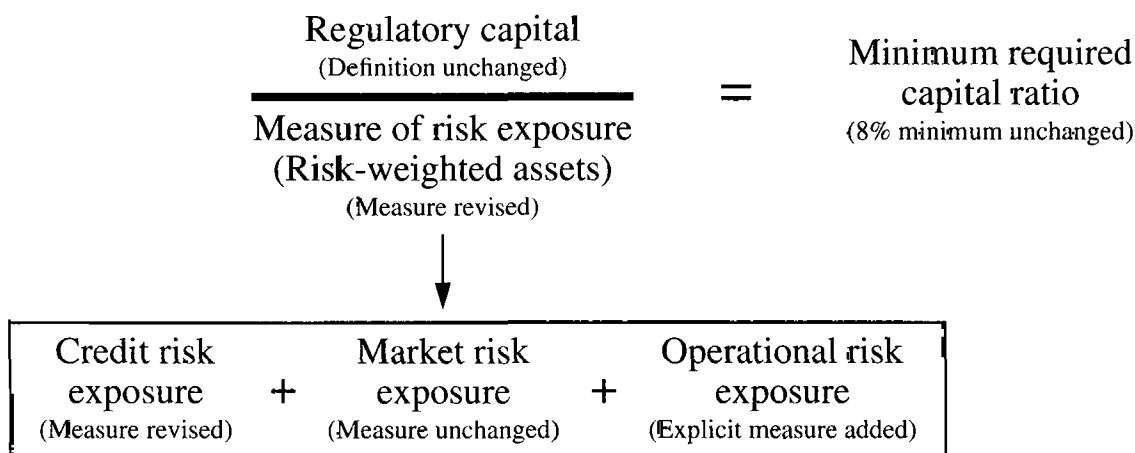 Regulatory capital
(Definition unchanged)
Measure of risk exposure
(Risk-weighted assets)
(Measure revised)
=
Minimum required
capital ratio
(8% minimum unchanged)
Credit risk
exposure
(Measure revised)
+
Market risk
exposure
(Measure unchanged)
+
Operational risk
exposure
(Explicit measure added)